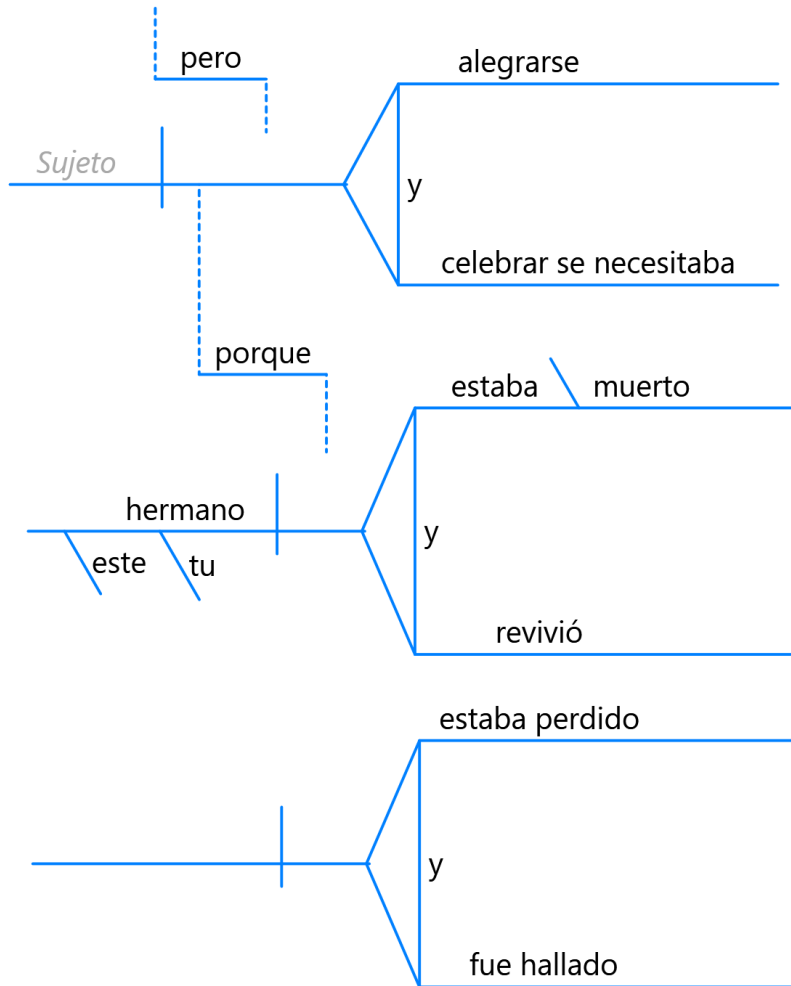 pero
alegrarse
Sujeto
y
celebrar se necesitaba
porque
estaba muerto
hermano
y
este tu
revivió
estaba perdido
y
fue hallado